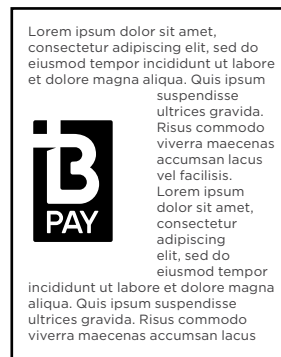 Lorem ipsum dolor sit amet,
consectetur adipiscing elit, sed do
eiusmod tempor incididunt ut labore
et dolore magna aliqua. Quis ipsum
suspendisse
ultrices gravida.
Risus commodo
viverra maecenas
accumsan lacus
vel facilisis.
Lorem ipsum
dolor sit amet,
consectetur
adipiscing
elit, sed do
eiusmod tempor
B
PAY
incididunt ut labore et dolore magna
aliqua. Quis ipsum suspendisse
ultrices gravida. Risus commodo
viverra maecenas accumsan lacus